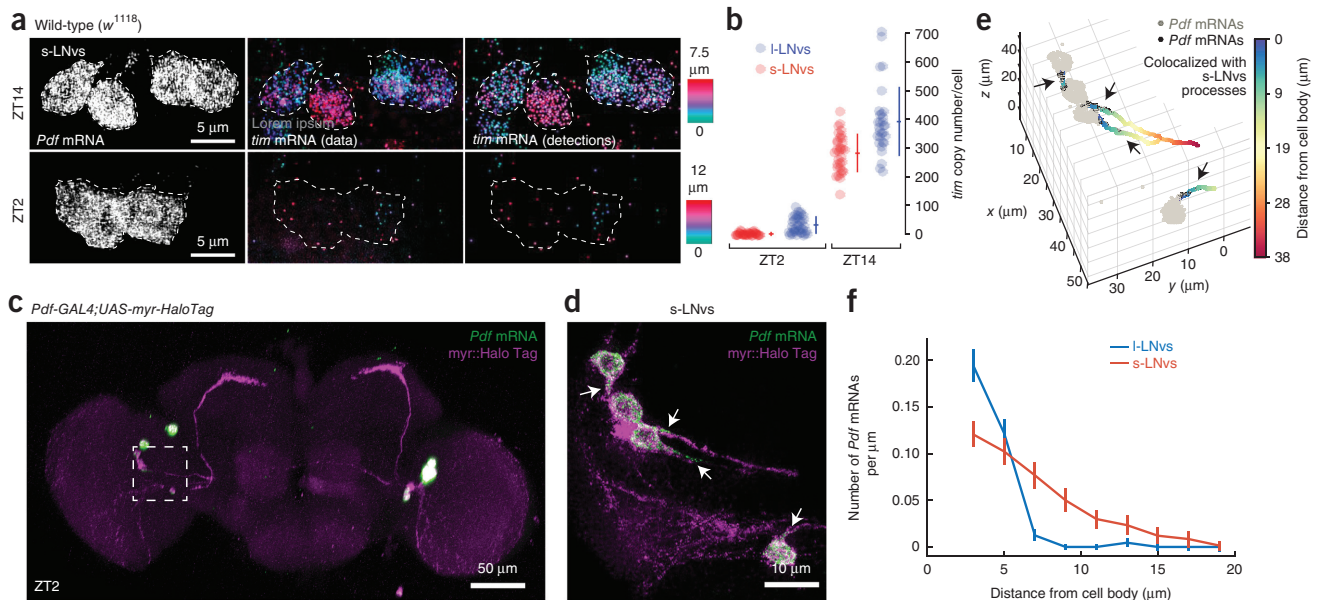 a
Wild-type (w1118)
s-LNvs
ZT14
Pdf mRNA
5 μm
Lorem ipsum
tim mRNA (data)
tim mRNA (detections)
7.5
μm
0
ZT2
5 μm
12
μm
0
b
l-LNvs
s-LNvs
700
600
500
400
300
200
100
0
tim copy number/cell
ZT2
ZT14
e
Pdf mRNAs
Pdf mRNAs
Colocalized with
s-LNvs
processes
z (μm)
40
20
0
10
20
30
40
50
x (μm)
30
20
10
0
y (μm)
0
9
19
28
38
Distance from cell body (μm)
c
Pdf-GAL4;UAS-myr-HaloTag
Pdf mRNA
myr::Halo Tag
ZT2
50 μm
d
s-LNvs
Pdf mRNA
myr::Halo Tag
10 μm
f
l-LNvs
s-LNvs
Number of Pdf mRNAs
per μm
0.20
0.15
0.10
0.05
0
0
5
10
15
20
Distance from cell body (μm)